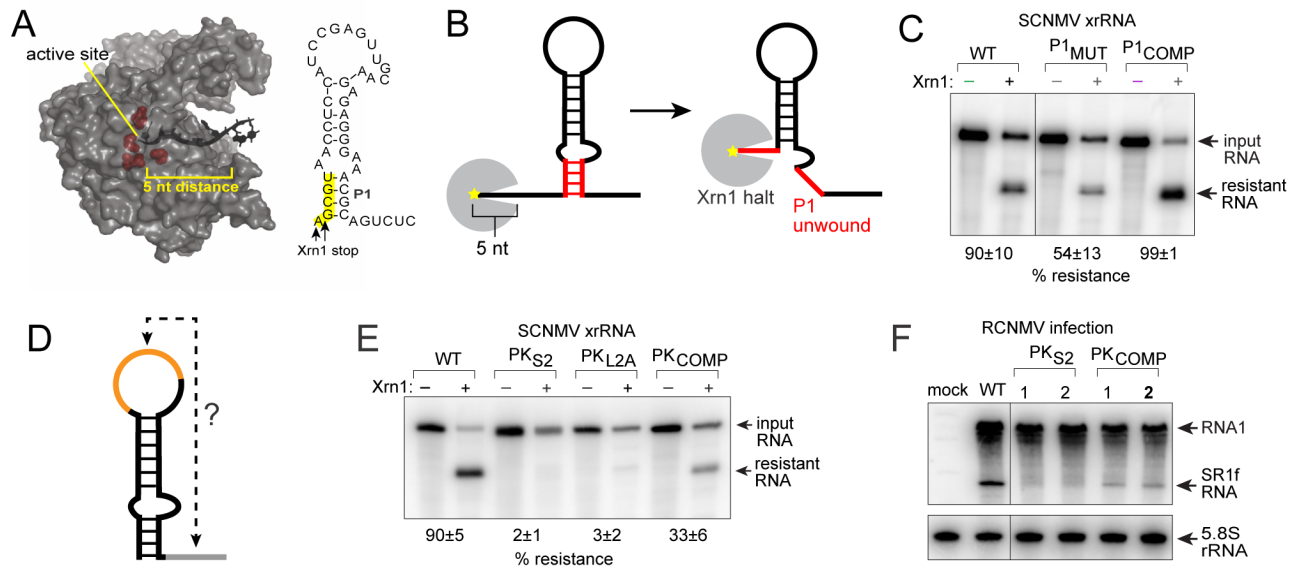 A
active site
5 nt distance
C
C
G
A
G
U
U
G
C
A
A
U
A
C
U
C
U
C
C
A
A
U
G
C
G
A
P1
AGUCUC
Xrn1 stop
B
5 nt
Xrn1 halt
P1
unwound
C
SCNMV xrRNA
WT P1MUT P1COMP
Xrn1: – + – + – +
input
RNA
resistant
RNA
90±10 54±13 99±1
% resistance
D
?
E
SCNMV xrRNA
WT PKS2 PKL2A PKCOMP
Xrn1: – + – + – + – +
input
RNA
resistant
RNA
90±5 2±1 3±2 33±6
% resistance
F
RCNMV infection
PKS2 PKCOMP
mock WT 1 2 1 2
RNA1
SR1f
RNA
5.8S
rRNA